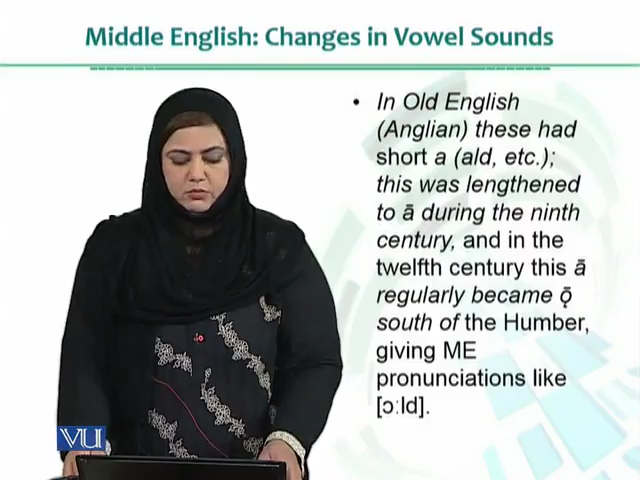 Middle English: Changes in Vowel Sounds
• In Old English
(Anglian) these had
short a (ald, etc.);
this was lengthened
to ā during the ninth
century, and in the
twelfth century this ā
regularly became ǭ
south of the Humber,
giving ME
pronunciations like
[ɔːld].
VU